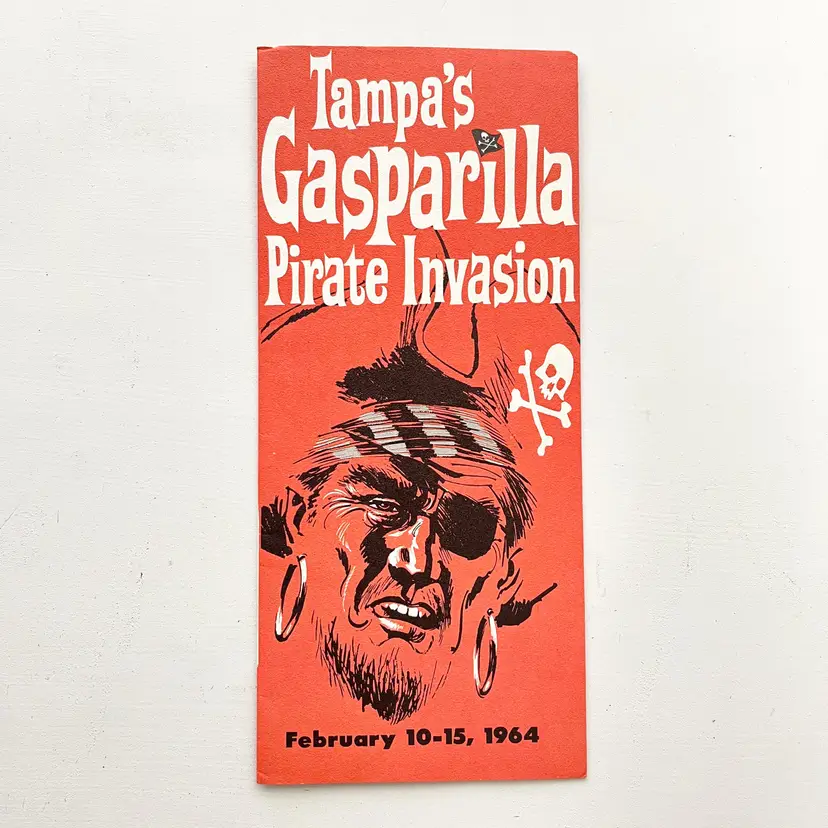 Tampa's
Gasparilla
Pirate Invasion
February 10-15, 1964